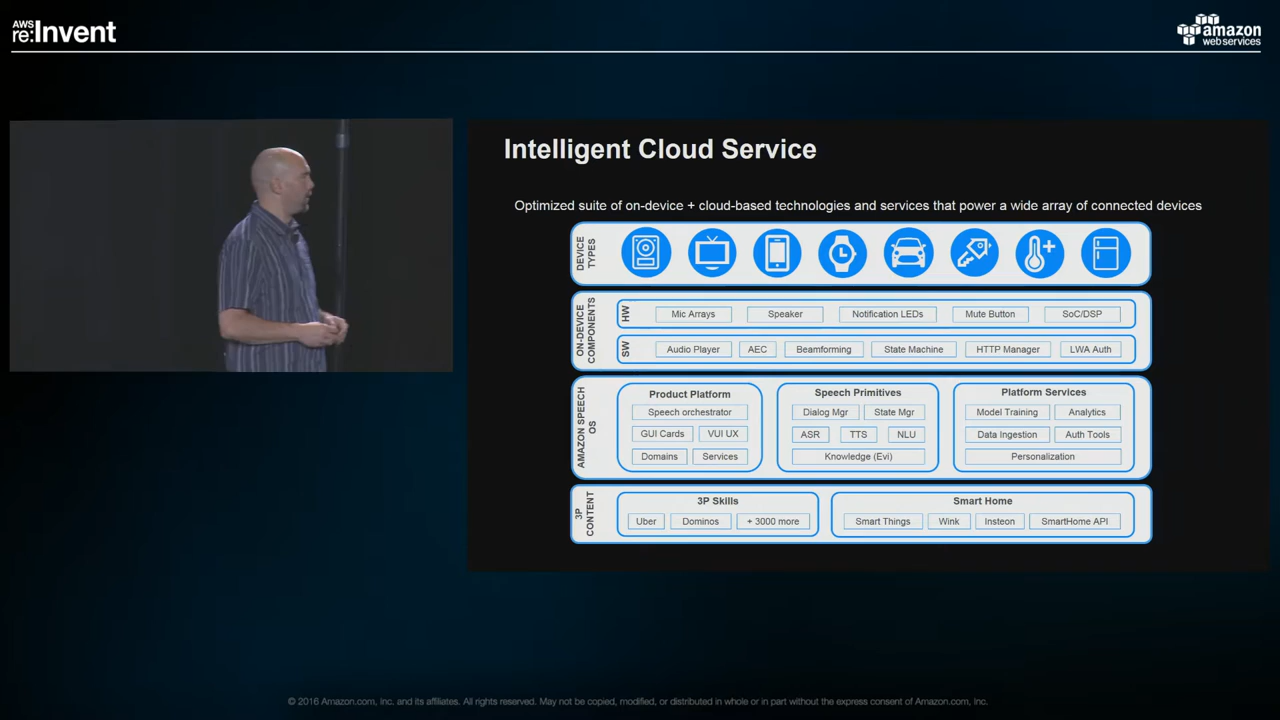 AWS
re:Invent
amazon
web services
Intelligent Cloud Service
Optimized suite of on-device + cloud-based technologies and services that power a wide array of connected devices
DEVICE
TYPES
ON-DEVICE
COMPONENTS
HW
Mic Arrays
Speaker
Notification LEDs
Mute Button
SoC/DSP
SW
Audio Player
AEC
Beamforming
State Machine
HTTP Manager
LWA Auth
AMAZON SPEECH
OS
Product Platform
Speech orchestrator
GUI Cards
VUI UX
Domains
Services
Speech Primitives
Dialog Mgr
State Mgr
ASR
TTS
NLU
Knowledge (Evi)
Platform Services
Model Training
Analytics
Data Ingestion
Auth Tools
Personalization
3P
CONTENT
3P Skills
Uber
Dominos
+ 3000 more
Smart Home
Smart Things
Wink
Insteon
SmartHome API
© 2016 Amazon.com, Inc. and its affiliates. All rights reserved. May not be copied, modified, or distributed in whole or in part without the express consent of Amazon.com, Inc.